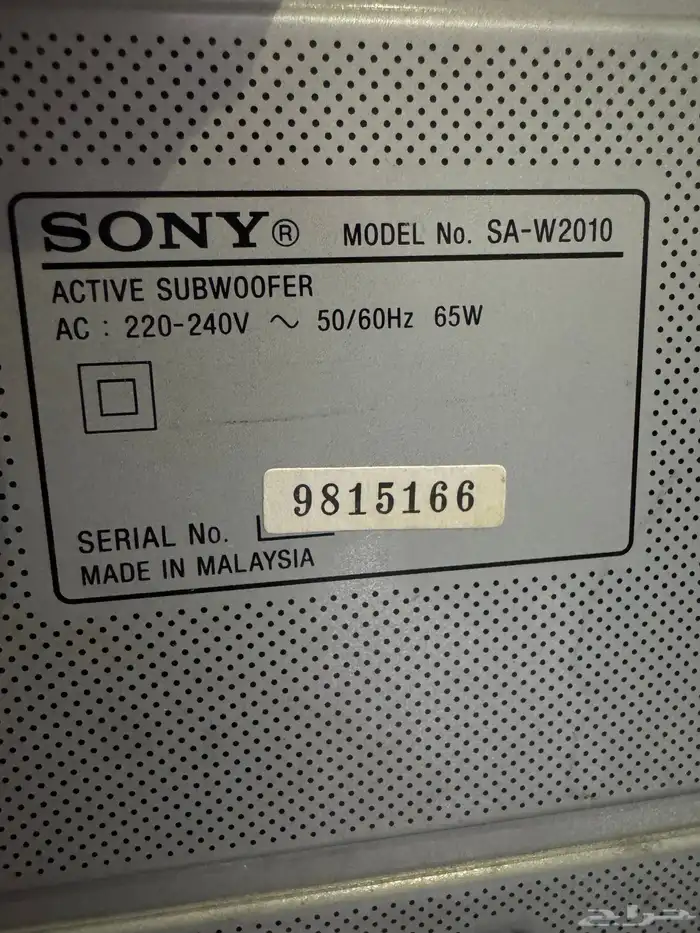 SONY® MODEL No. SA-W2010
ACTIVE SUBWOOFER
AC : 220-240V ~ 50/60Hz 65W
9815166
SERIAL No.
MADE IN MALAYSIA
حراج